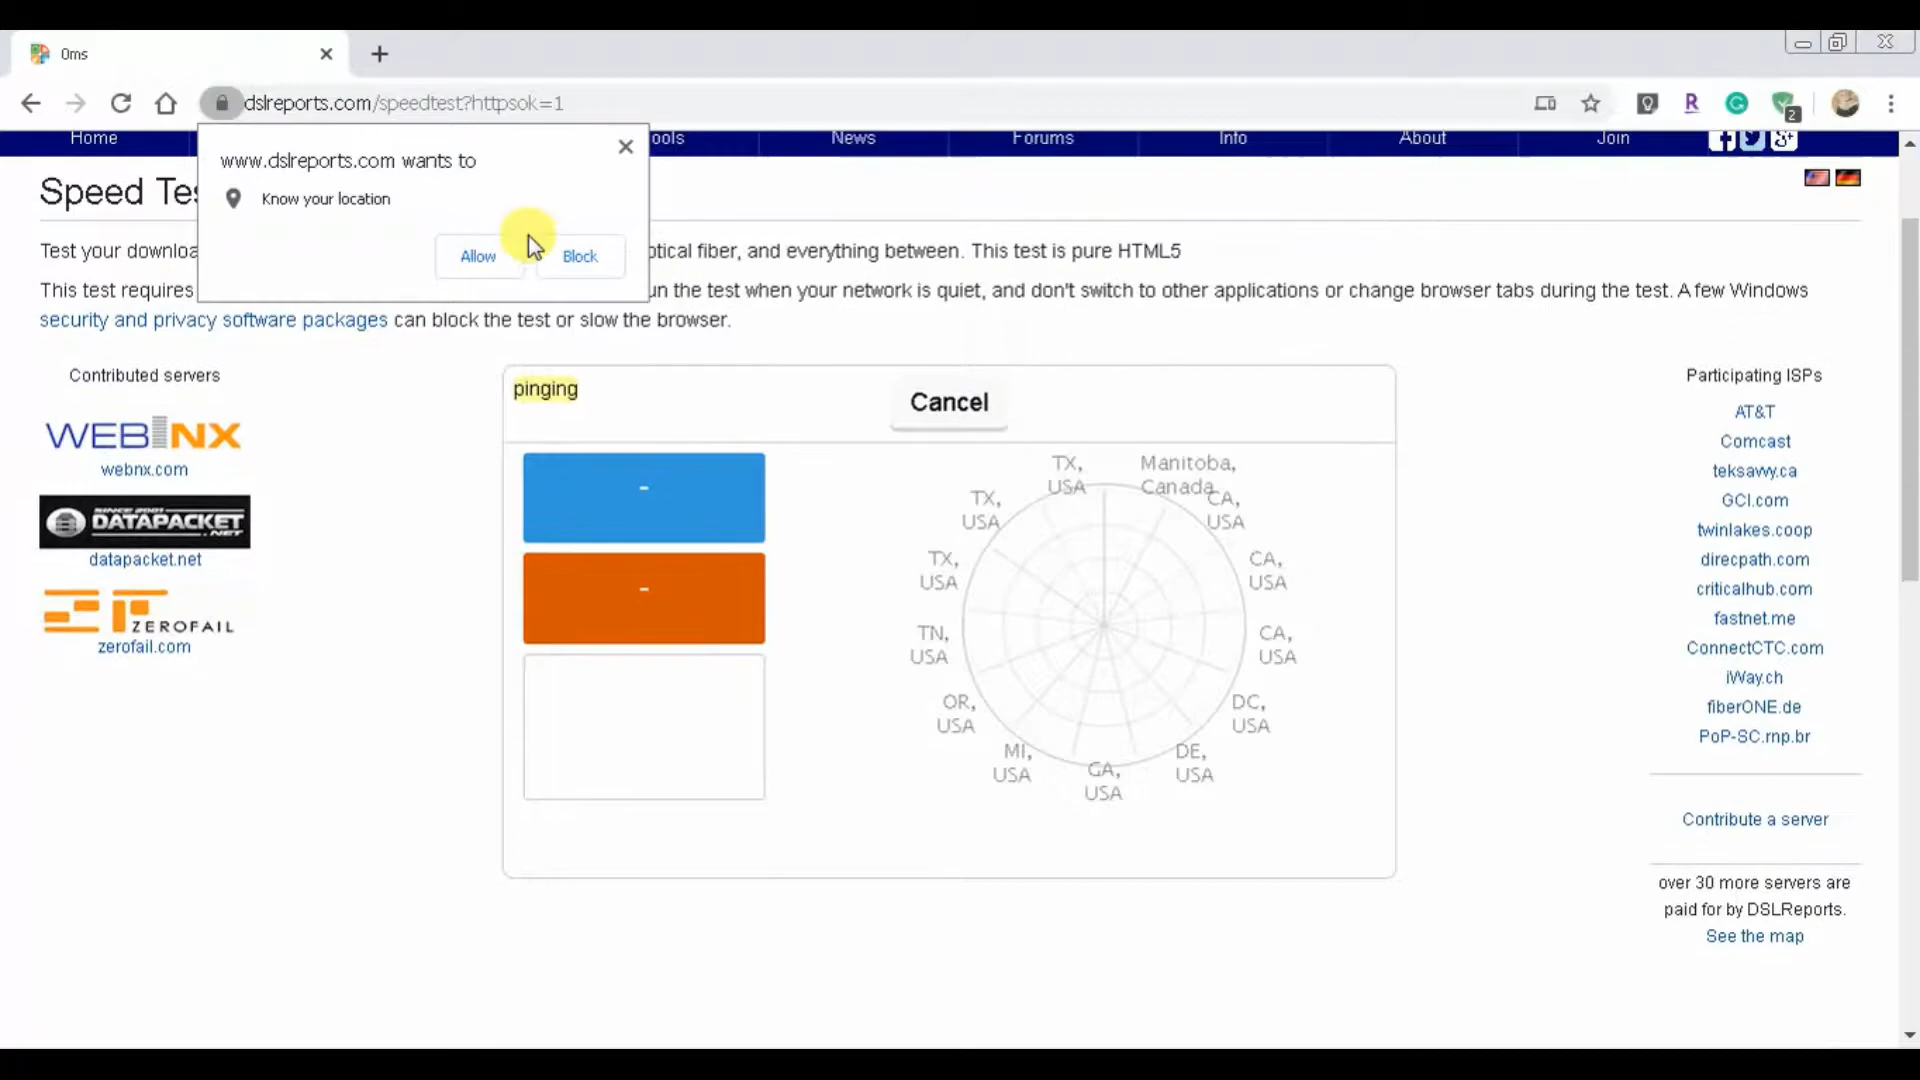 0ms
dslreports.com/speedtest?httpsok=1
2
Home
ools
News
Forums
Info
About
Join
www.dslreports.com wants to
Know your location
Allow
Block
Speed Te
Test your downloa
ptical fiber, and everything between. This test is pure HTML5
This test requires
un the test when your network is quiet, and don't switch to other applications or change browser tabs during the test. A few Windows
security and privacy software packages can block the test or slow the browser.
Contributed servers
WEBNX
webnx.com
SINCE 2001
DATAPACKET.NET
datapacket.net
ZEROFAIL
zerofail.com
pinging
Cancel
-
-
TX,
USA
Manitoba,
Canada
CA,
USA
CA,
USA
CA,
USA
DC,
USA
DE,
USA
GA,
USA
MI,
USA
OR,
USA
TN,
USA
TX,
USA
TX,
USA
Participating ISPs
AT&T
Comcast
teksavvy.ca
GCI.com
twinlakes.coop
direcpath.com
criticalhub.com
fastnet.me
ConnectCTC.com
iWay.ch
fiberONE.de
PoP-SC.rnp.br
Contribute a server
over 30 more servers are
paid for by DSLReports.
See the map